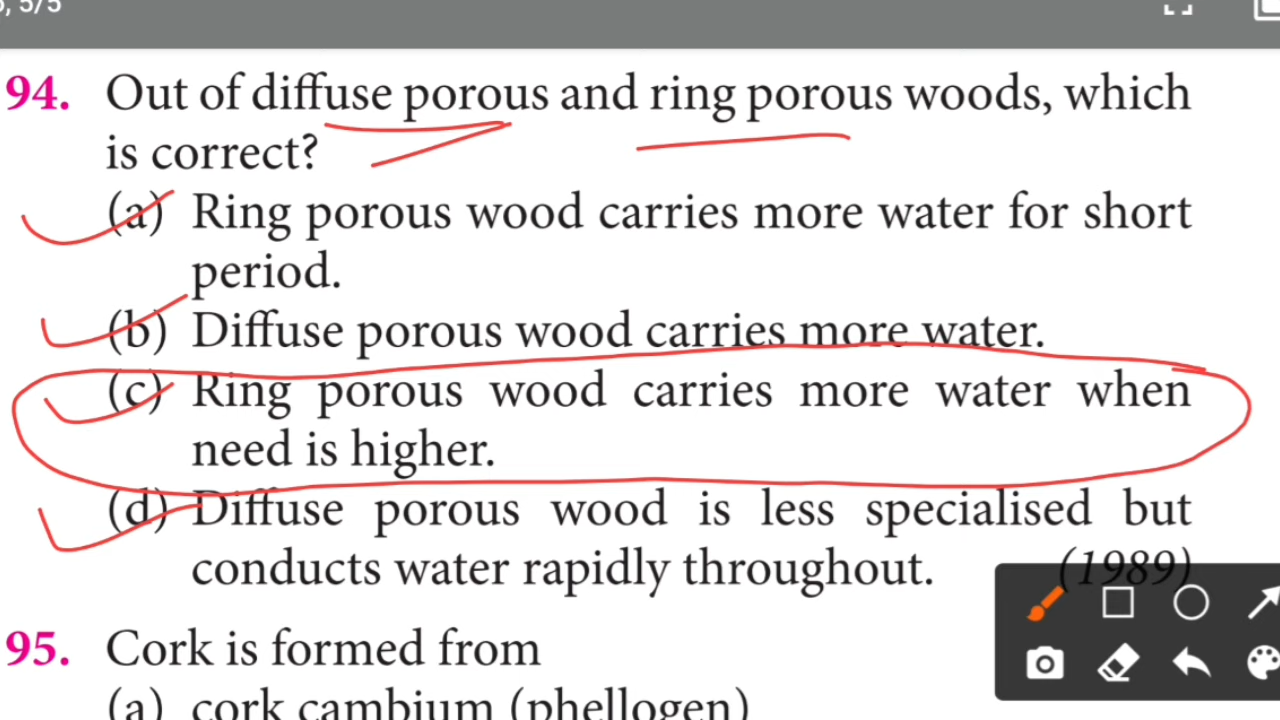 5/5
94. Out of diffuse porous and ring porous woods, which
is correct?
(a) Ring porous wood carries more water for short
period.
(b) Diffuse porous wood carries more water.
(c) Ring porous wood carries more water when
need is higher.
(d) Diffuse porous wood is less specialised but
conducts water rapidly throughout. (1989)
95. Cork is formed from
(a) cork cambium (phellogen)